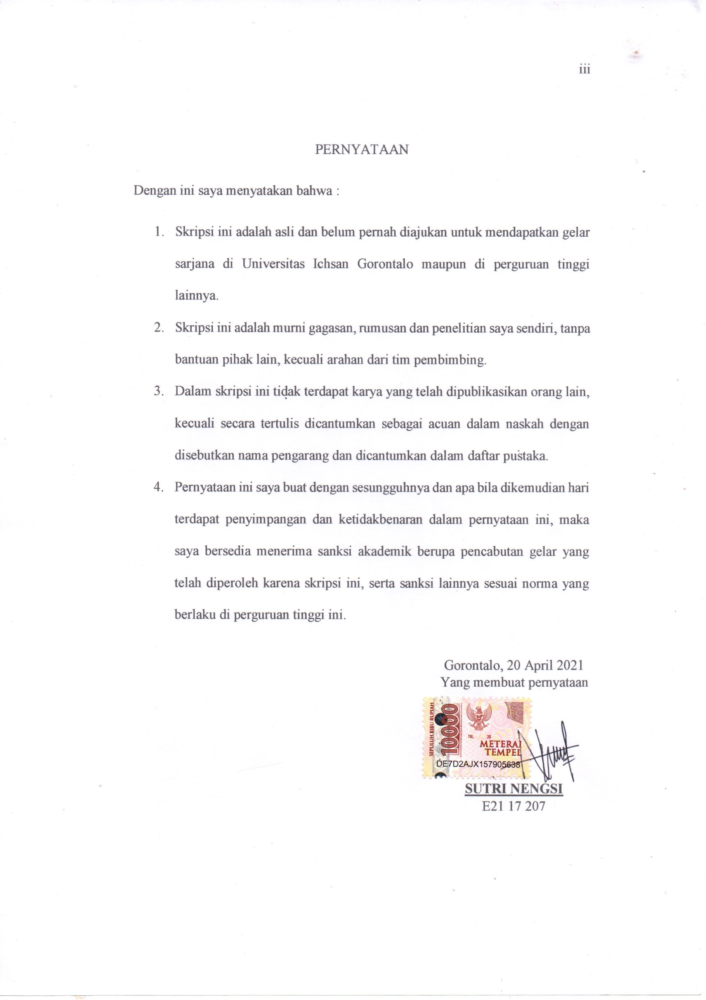 iii
PERNYATAAN
Dengan ini saya menyatakan bahwa :
1. Skripsi ini adalah asli dan belum pernah diajukan untuk mendapatkan gelar
sarjana di Universitas Ichsan Gorontalo maupun di perguruan tinggi
lainnya.
2. Skripsi ini adalah murni gagasan, rumusan dan penelitian saya sendiri, tanpa
bantuan pihak lain, kecuali arahan dari tim pembimbing.
3. Dalam skripsi ini tidak terdapat karya yang telah dipublikasikan orang lain,
kecuali secara tertulis dicantumkan sebagai acuan dalam naskah dengan
disebutkan nama pengarang dan dicantumkan dalam daftar pustaka.
4. Pernyataan ini saya buat dengan sesungguhnya dan apa bila dikemudian hari
terdapat penyimpangan dan ketidakbenaran dalam pernyataan ini, maka
saya bersedia menerima sanksi akademik berupa pencabutan gelar yang
telah diperoleh karena skripsi ini, serta sanksi lainnya sesuai norma yang
berlaku di perguruan tinggi ini.
Gorontalo, 20 April 2021
Yang membuat pernyataan
SEPULUH RIBU RUPIAH
10000
TGL. 20
METERAI
TEMPEL
DE7D2AJX157905638
SUTRI NENGSI
E21 17 207